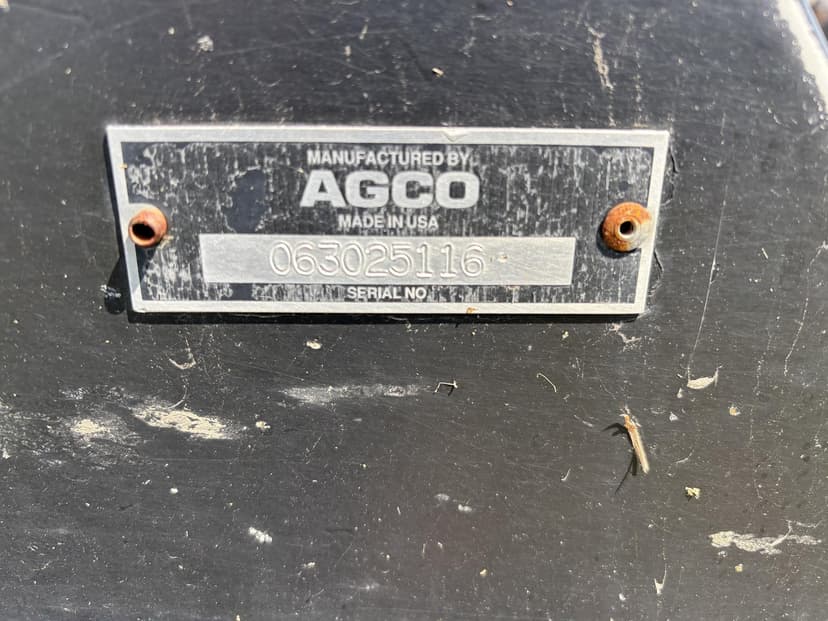 MANUFACTURED BY
AGCO
MADE IN USA
063025116
SERIAL NO